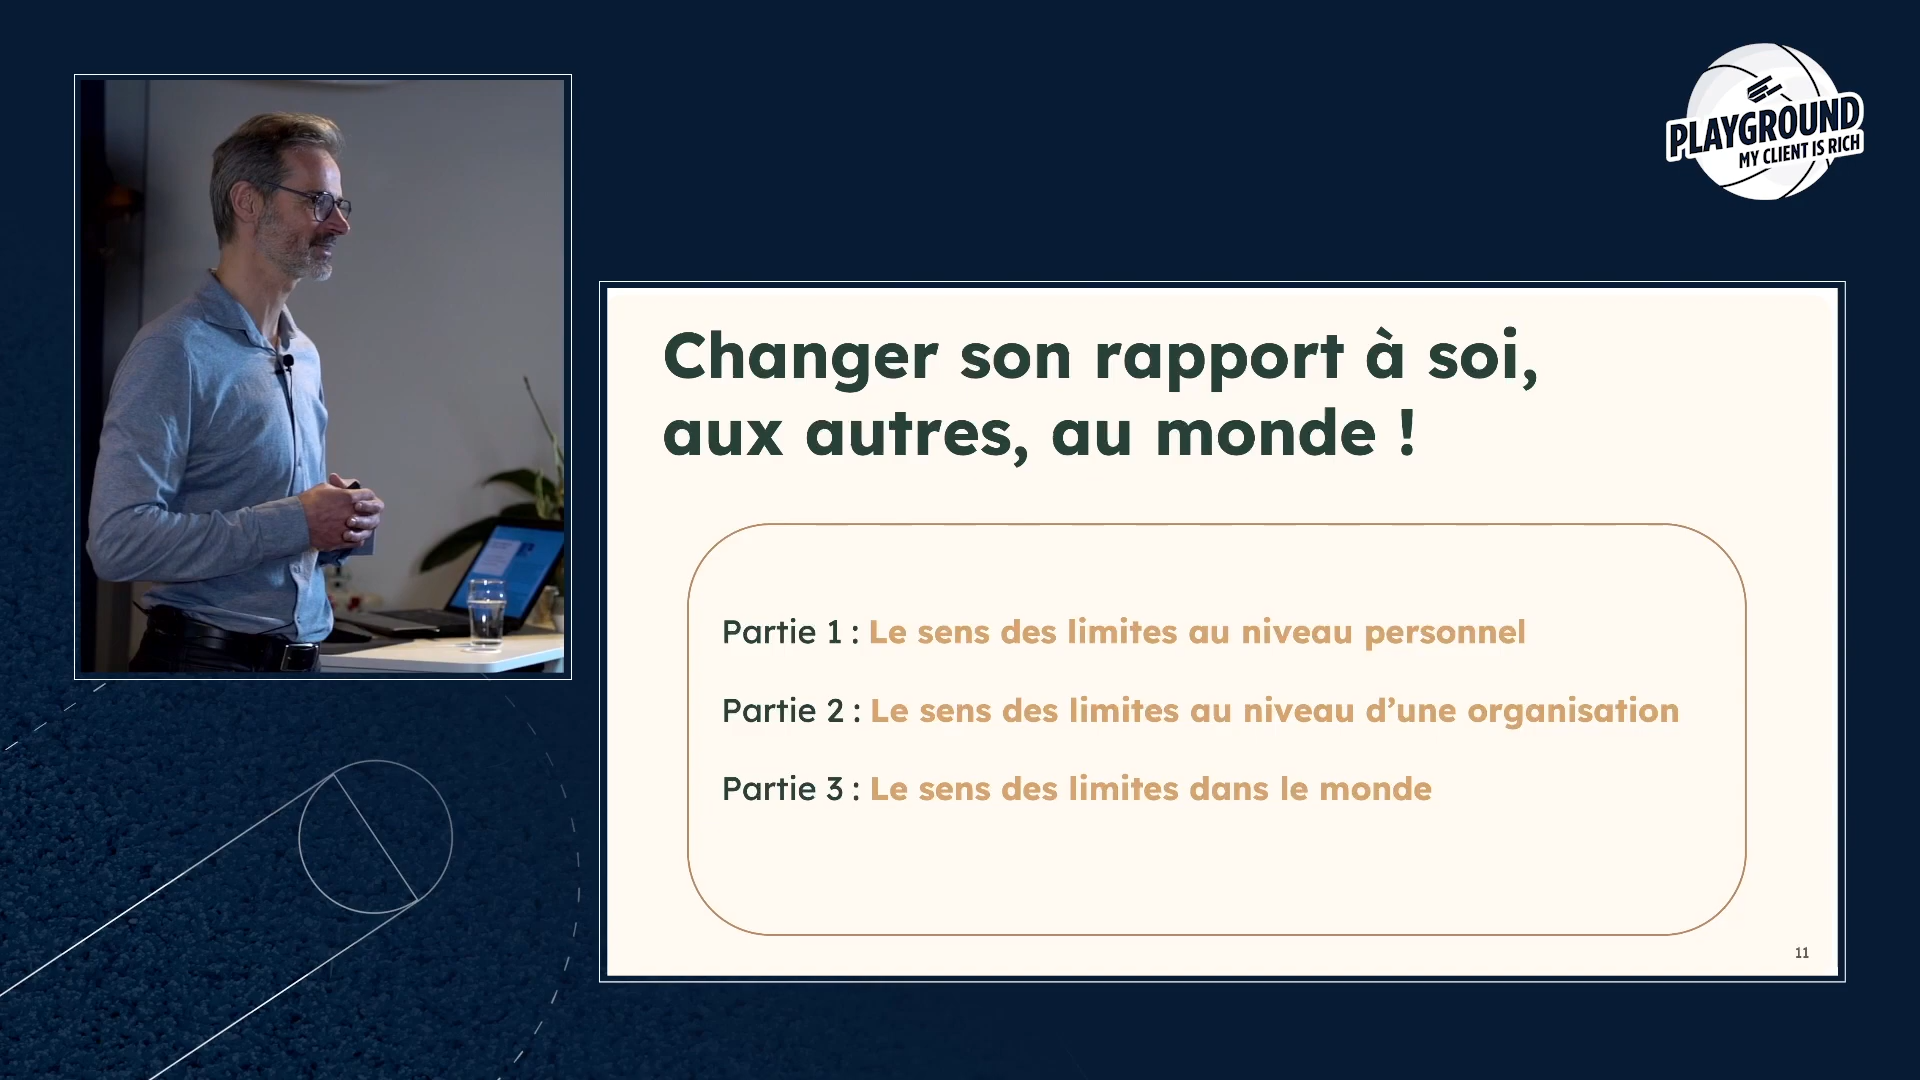 PLAYGROUND
MY CLIENT IS RICH
Changer son rapport à soi,
aux autres, au monde !
Partie 1 : Le sens des limites au niveau personnel
Partie 2 : Le sens des limites au niveau d’une organisation
Partie 3 : Le sens des limites dans le monde
11